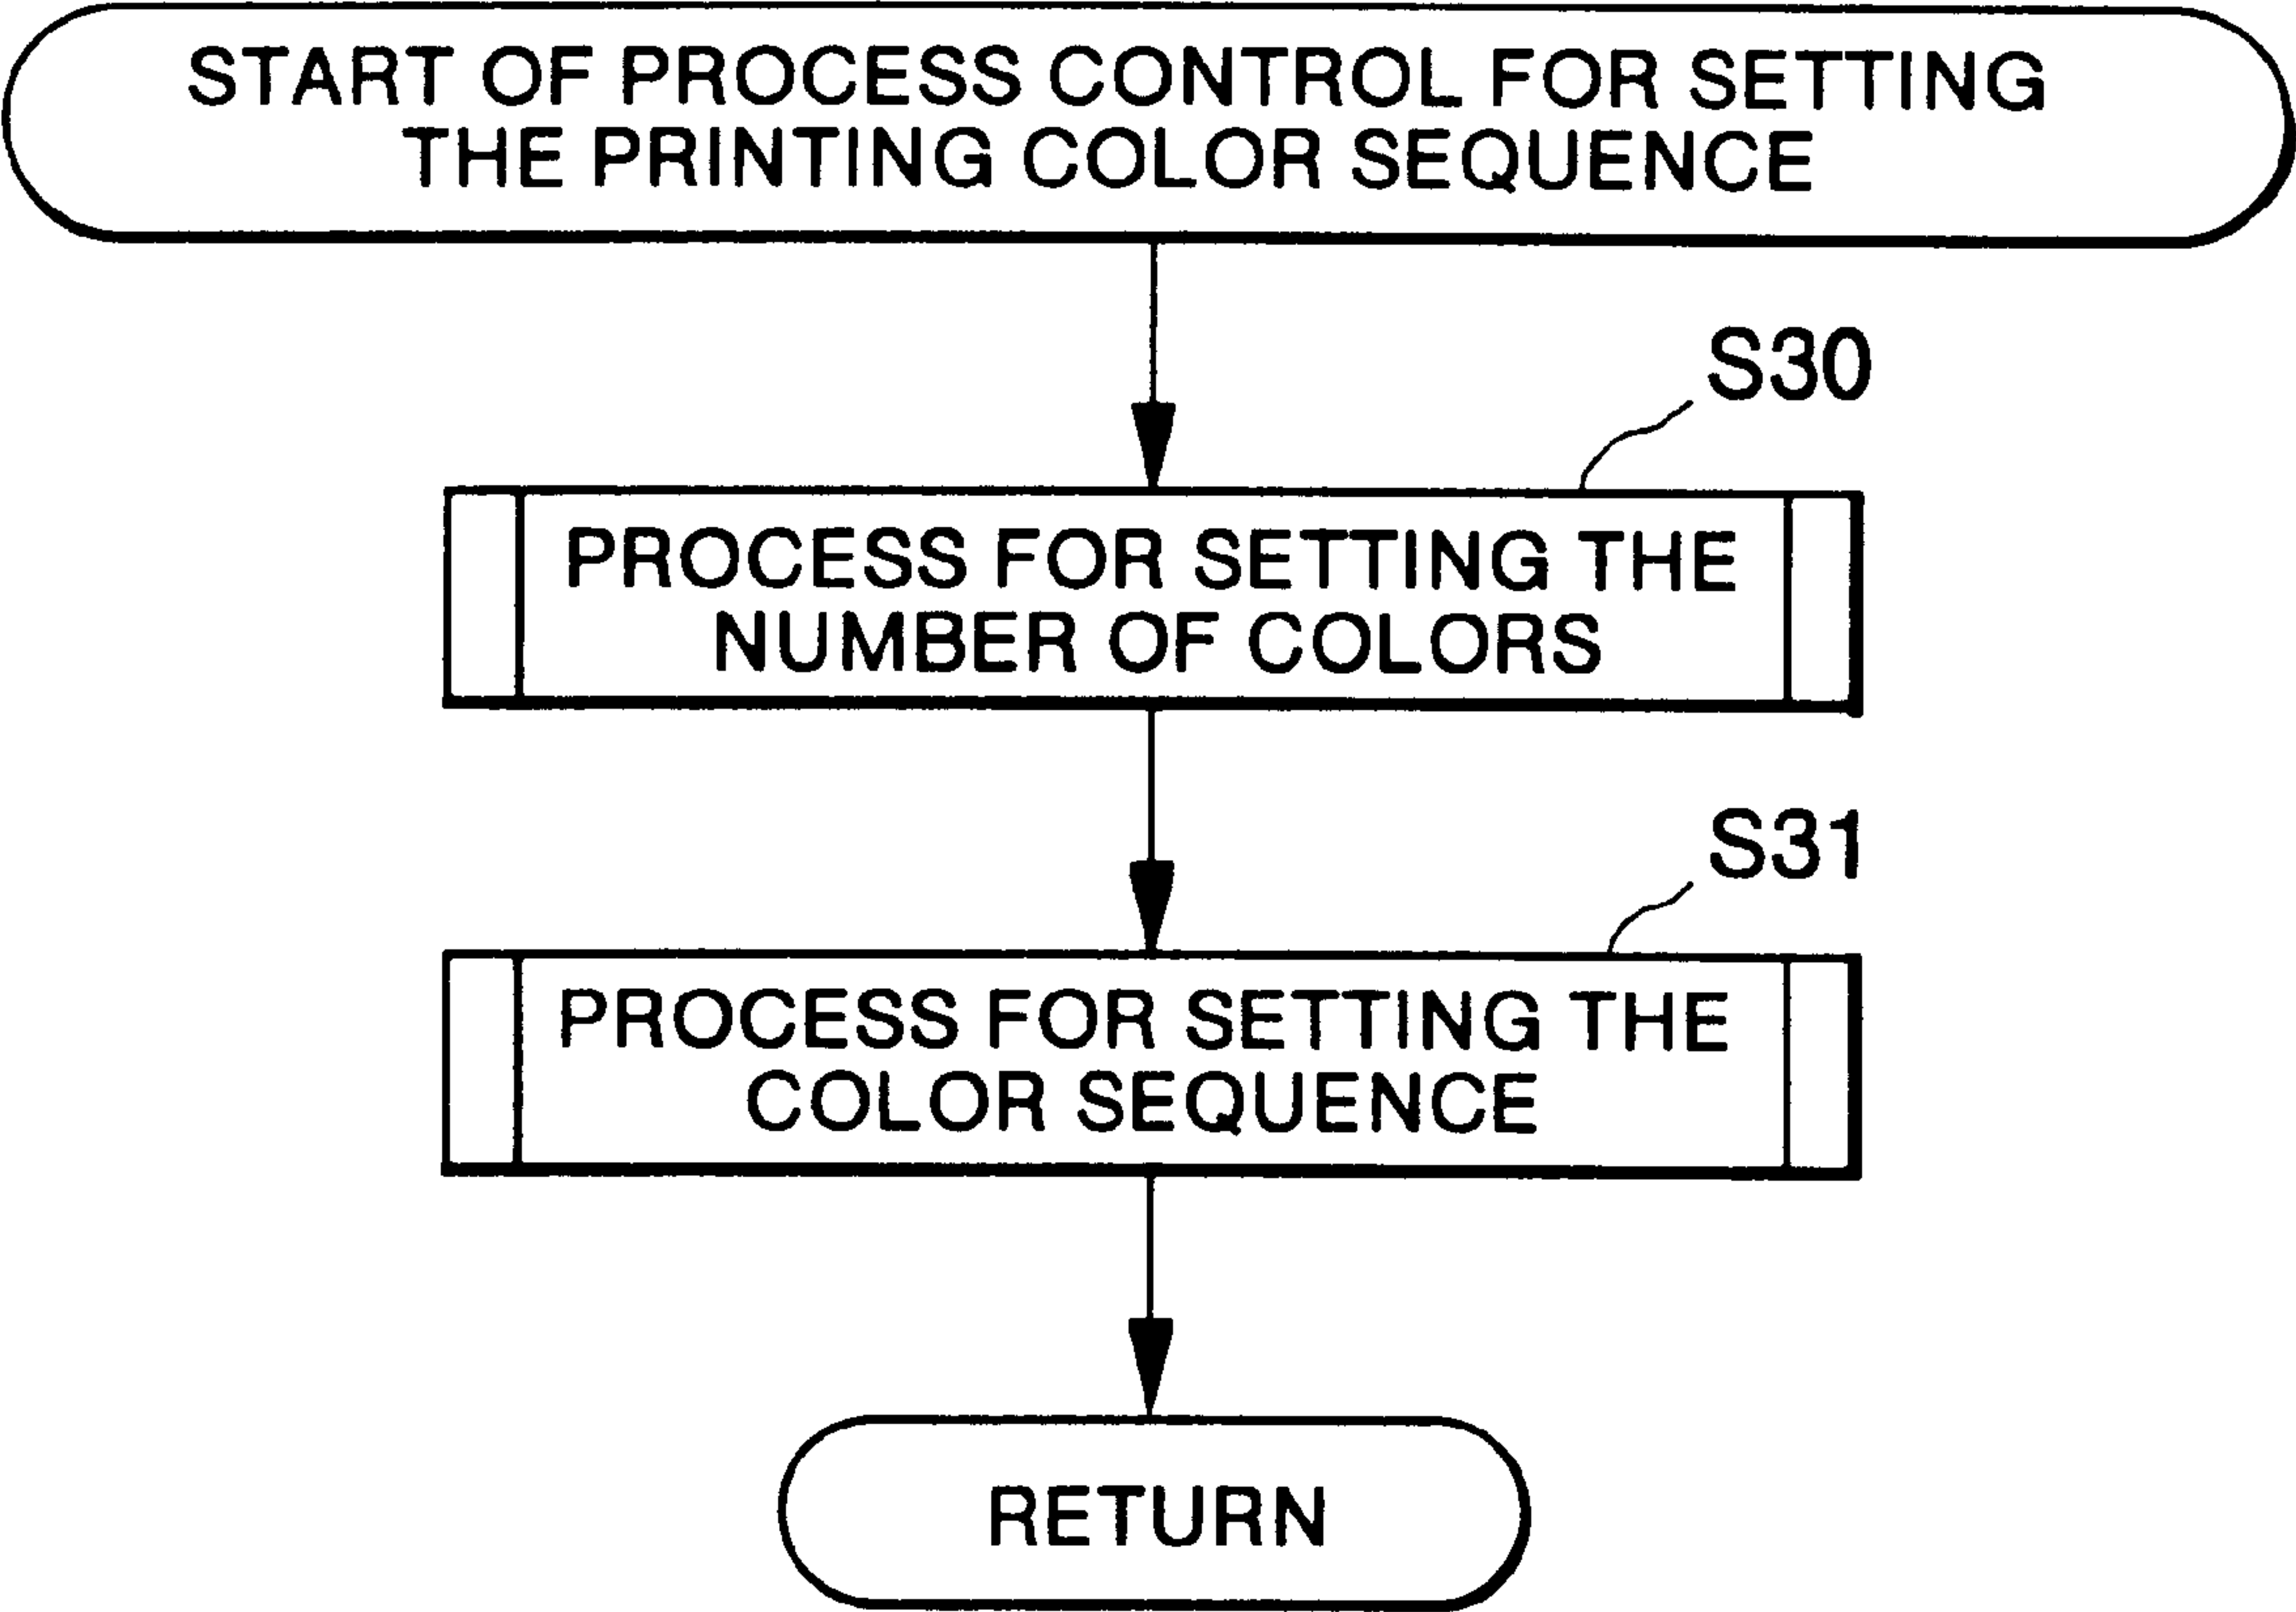 START OF PROCESS CONTROL FOR SETTING
THE PRINTING COLOR SEQUENCE
S30
PROCESS FOR SETTING THE
NUMBER OF COLORS
S31
PROCESS FOR SETTING THE
COLOR SEQUENCE
RETURN